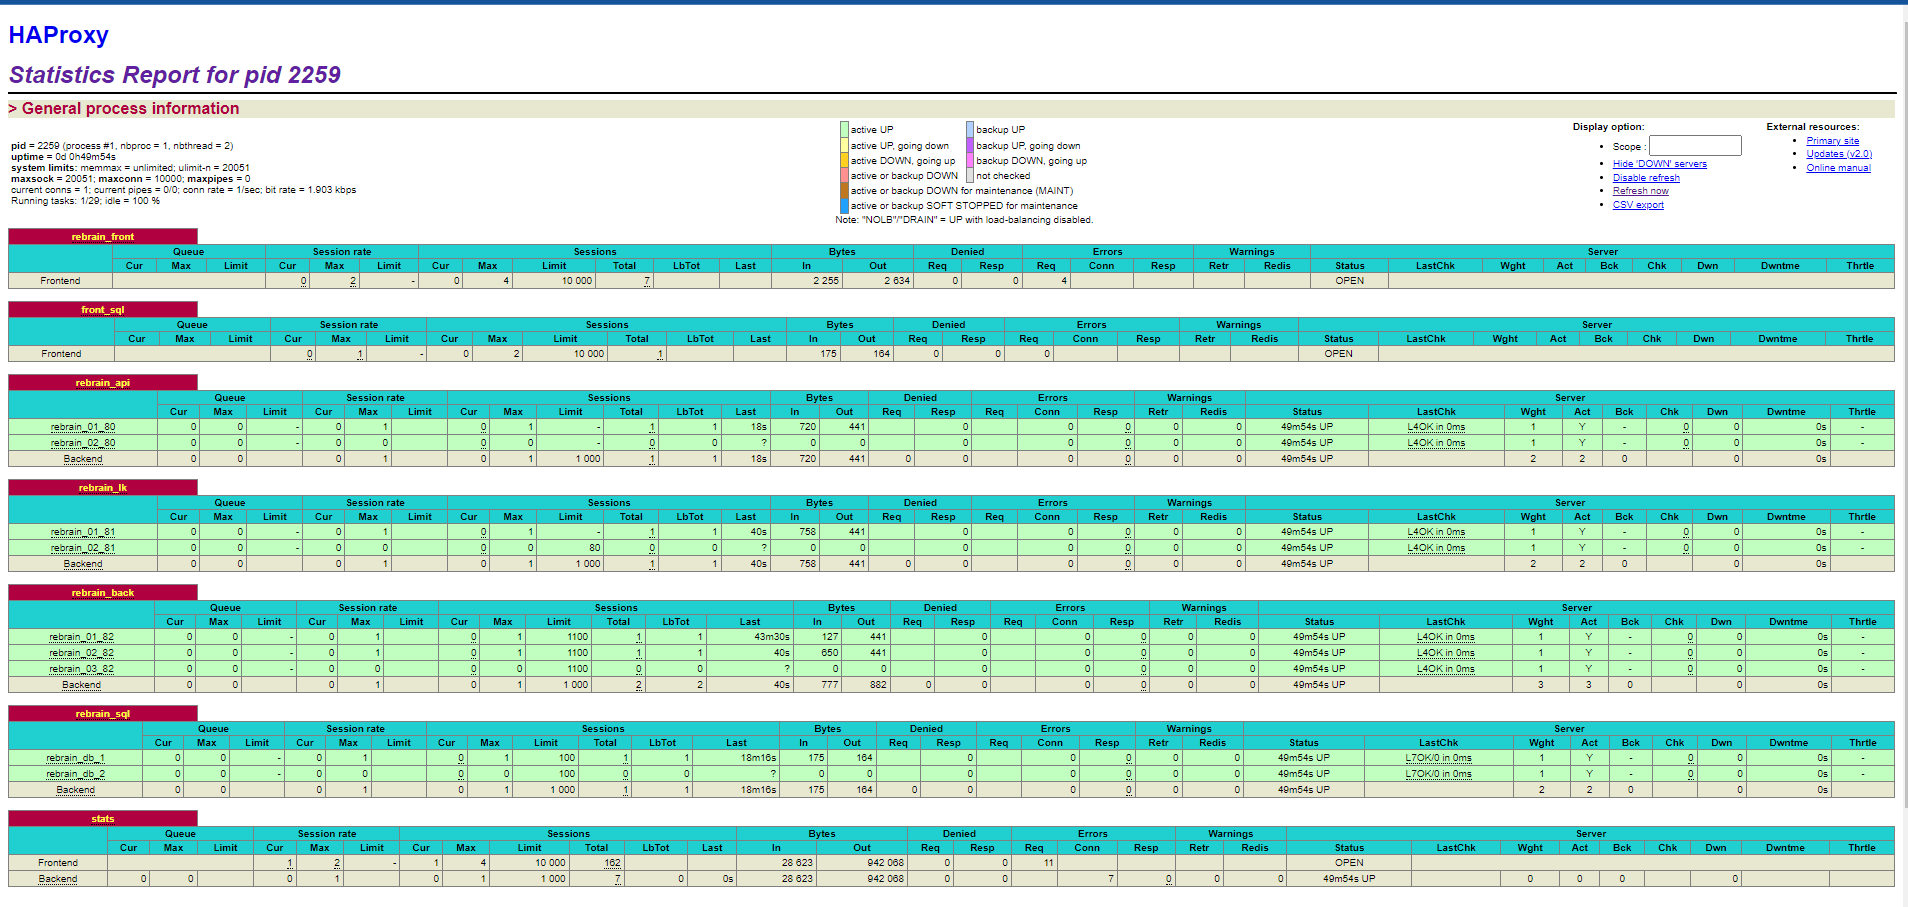 HAProxy
Statistics Report for pid 2259
> General process information
pid = 2259 (process #1, nbproc = 1, nbthread = 2)
uptime = 0d 0h49m54s
system limits: memmax = unlimited; ulimit-n = 20051
maxsock = 20051; maxconn = 10000; maxpipes = 0
current conns = 1; current pipes = 0/0; conn rate = 1/sec; bit rate = 1.903 kbps
Running tasks: 1/29; idle = 100 %
active UP backup UP
active UP, going down backup UP, going down
active DOWN, going up backup DOWN, going up
active or backup DOWN not checked
active or backup DOWN for maintenance (MAINT)
active or backup SOFT STOPPED for maintenance
Note: "NOLB"/"DRAIN" = UP with load-balancing disabled.
Display option:
• Scope :
• Hide 'DOWN' servers
• Disable refresh
• Refresh now
• CSV export
External resources:
• Primary site
• Updates (v2.0)
• Online manual
rebrain_front
Queue Session rate Sessions Bytes Denied Errors Warnings Server
Cur Max Limit Cur Max Limit Cur Max Limit Total LbTot Last In Out Req Resp Req Conn Resp Retr Redis Status LastChk Wght Act Bck Chk Dwn Dwntme Thrtle
Frontend 0 2 - 0 4 10 000 7 2 255 2 634 0 0 4 OPEN
front_sql
Queue Session rate Sessions Bytes Denied Errors Warnings Server
Cur Max Limit Cur Max Limit Cur Max Limit Total LbTot Last In Out Req Resp Req Conn Resp Retr Redis Status LastChk Wght Act Bck Chk Dwn Dwntme Thrtle
Frontend 0 1 - 0 2 10 000 1 175 164 0 0 0 OPEN
rebrain_api
Queue Session rate Sessions Bytes Denied Errors Warnings Server
Cur Max Limit Cur Max Limit Cur Max Limit Total LbTot Last In Out Req Resp Req Conn Resp Retr Redis Status LastChk Wght Act Bck Chk Dwn Dwntme Thrtle
rebrain_01_80 0 0 - 0 1 0 1 - 1 1 18s 720 441 0 0 0 0 0 49m54s UP L4OK in 0ms 1 Y - 0 0 0s -
rebrain_02_80 0 0 - 0 0 0 0 - 0 0 ? 0 0 0 0 0 0 0 49m54s UP L4OK in 0ms 1 Y - 0 0 0s -
Backend 0 0 0 1 0 1 1 000 1 1 18s 720 441 0 0 0 0 0 0 49m54s UP 2 2 0 0 0s
rebrain_lk
Queue Session rate Sessions Bytes Denied Errors Warnings Server
Cur Max Limit Cur Max Limit Cur Max Limit Total LbTot Last In Out Req Resp Req Conn Resp Retr Redis Status LastChk Wght Act Bck Chk Dwn Dwntme Thrtle
rebrain_01_81 0 0 - 0 1 0 1 - 1 1 40s 758 441 0 0 0 0 0 49m54s UP L4OK in 0ms 1 Y - 0 0 0s -
rebrain_02_81 0 0 - 0 0 0 0 80 0 0 ? 0 0 0 0 0 0 0 49m54s UP L4OK in 0ms 1 Y - 0 0 0s -
Backend 0 0 0 1 0 1 1 000 1 1 40s 758 441 0 0 0 0 0 0 49m54s UP 2 2 0 0 0s
rebrain_back
Queue Session rate Sessions Bytes Denied Errors Warnings Server
Cur Max Limit Cur Max Limit Cur Max Limit Total LbTot Last In Out Req Resp Req Conn Resp Retr Redis Status LastChk Wght Act Bck Chk Dwn Dwntme Thrtle
rebrain_01_82 0 0 - 0 1 0 1 1100 1 1 43m30s 127 441 0 0 0 0 0 49m54s UP L4OK in 0ms 1 Y - 0 0 0s -
rebrain_02_82 0 0 - 0 1 0 1 1100 1 1 40s 650 441 0 0 0 0 0 49m54s UP L4OK in 0ms 1 Y - 0 0 0s -
rebrain_03_82 0 0 - 0 0 0 0 1100 0 0 ? 0 0 0 0 0 0 0 49m54s UP L4OK in 0ms 1 Y - 0 0 0s -
Backend 0 0 0 1 0 1 1 000 2 2 40s 777 882 0 0 0 0 0 0 49m54s UP 3 3 0 0 0s
rebrain_sql
Queue Session rate Sessions Bytes Denied Errors Warnings Server
Cur Max Limit Cur Max Limit Cur Max Limit Total LbTot Last In Out Req Resp Req Conn Resp Retr Redis Status LastChk Wght Act Bck Chk Dwn Dwntme Thrtle
rebrain_db_1 0 0 - 0 1 0 1 100 1 1 18m16s 175 164 0 0 0 0 0 49m54s UP L7OK/0 in 0ms 1 Y - 0 0 0s -
rebrain_db_2 0 0 - 0 0 0 0 100 0 0 ? 0 0 0 0 0 0 0 49m54s UP L7OK/0 in 0ms 1 Y - 0 0 0s -
Backend 0 0 0 1 0 1 1 000 1 1 18m16s 175 164 0 0 0 0 0 0 49m54s UP 2 2 0 0 0s
stats
Queue Session rate Sessions Bytes Denied Errors Warnings Server
Cur Max Limit Cur Max Limit Cur Max Limit Total LbTot Last In Out Req Resp Req Conn Resp Retr Redis Status LastChk Wght Act Bck Chk Dwn Dwntme Thrtle
Frontend 1 2 - 1 4 10 000 162 28 623 942 068 0 0 11 OPEN
Backend 0 0 0 1 0 1 1 000 7 0 0s 28 623 942 068 0 0 7 0 0 0 49m54s UP 0 0 0 0